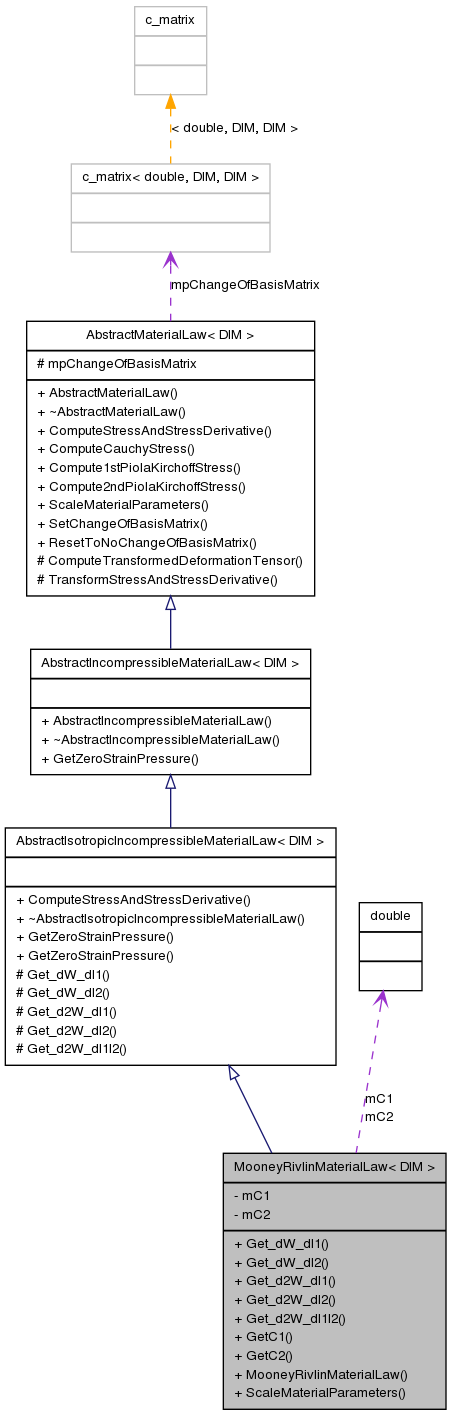 c_matrix
< double, DIM, DIM >
c_matrix< double, DIM, DIM >
mpChangeOfBasisMatrix
AbstractMaterialLaw< DIM >
# mpChangeOfBasisMatrix
+ AbstractMaterialLaw()
+ ~AbstractMaterialLaw()
+ ComputeStressAndStressDerivative()
+ ComputeCauchyStress()
+ Compute1stPiolaKirchoffStress()
+ Compute2ndPiolaKirchoffStress()
+ ScaleMaterialParameters()
+ SetChangeOfBasisMatrix()
+ ResetToNoChangeOfBasisMatrix()
# ComputeTransformedDeformationTensor()
# TransformStressAndStressDerivative()
AbstractIncompressibleMaterialLaw< DIM >
+ AbstractIncompressibleMaterialLaw()
+ ~AbstractIncompressibleMaterialLaw()
+ GetZeroStrainPressure()
AbstractIsotropicIncompressibleMaterialLaw< DIM >
+ ComputeStressAndStressDerivative()
+ ~AbstractIsotropicIncompressibleMaterialLaw()
+ GetZeroStrainPressure()
+ GetZeroStrainPressure()
# Get_dW_dI1()
# Get_dW_dI2()
# Get_d2W_dI1()
# Get_d2W_dI2()
# Get_d2W_dI1I2()
double
mC1
mC2
MooneyRivlinMaterialLaw< DIM >
- mC1
- mC2
+ Get_dW_dI1()
+ Get_dW_dI2()
+ Get_d2W_dI1()
+ Get_d2W_dI2()
+ Get_d2W_dI1I2()
+ GetC1()
+ GetC2()
+ MooneyRivlinMaterialLaw()
+ ScaleMaterialParameters()